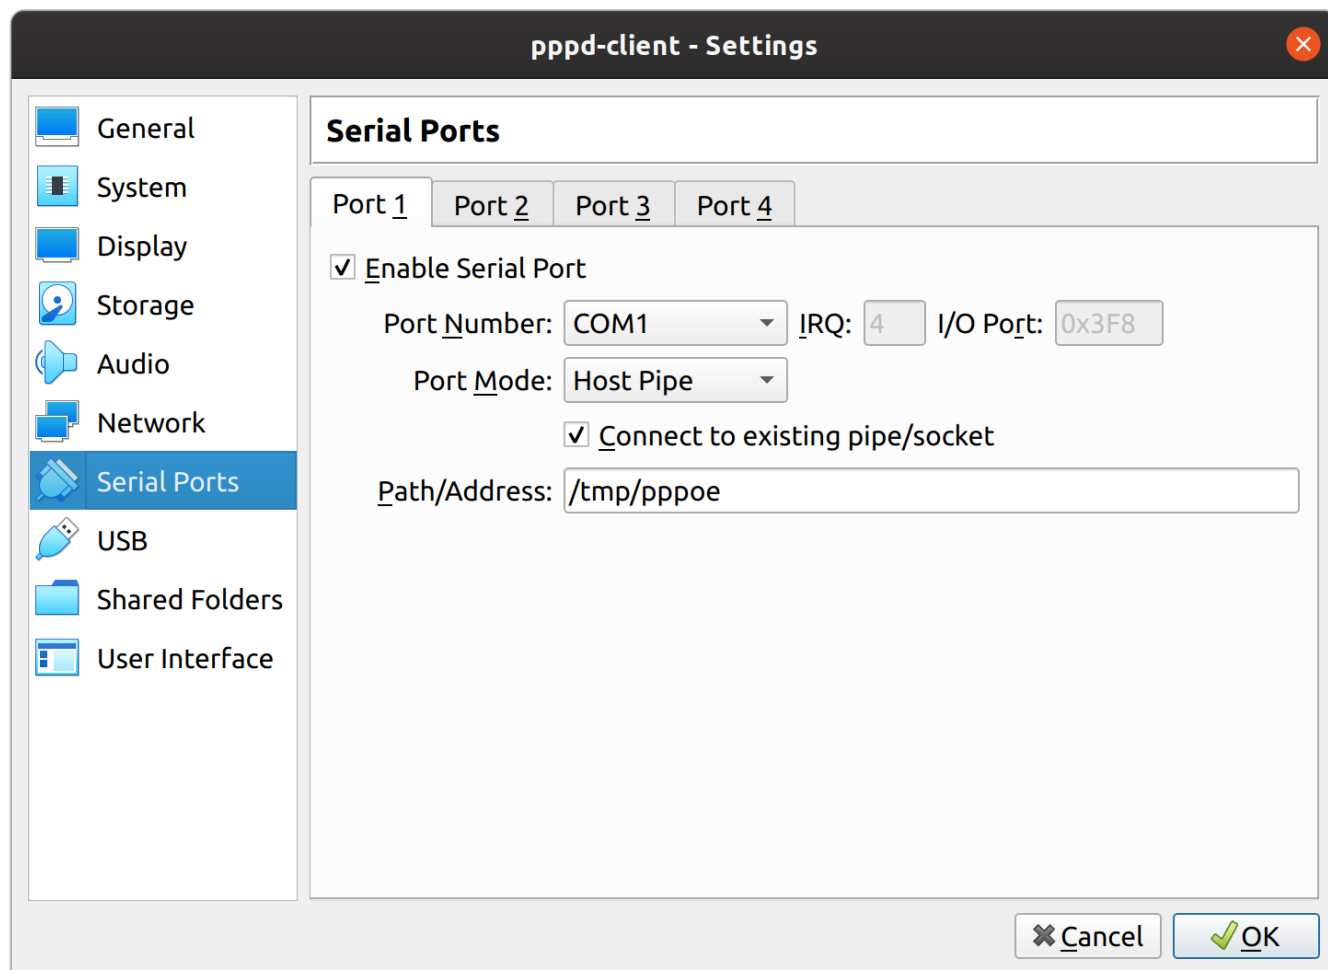 pppd-client - Settings
General
System
Display
Storage
Audio
Network
Serial Ports
USB
Shared Folders
User Interface
Serial Ports
Port 1 Port 2 Port 3 Port 4
Enable Serial Port
Port Number: COM1 IRQ: 4 I/O Port: 0x3F8
Port Mode: Host Pipe
Connect to existing pipe/socket
Path/Address: /tmp/pppoe
Cancel OK